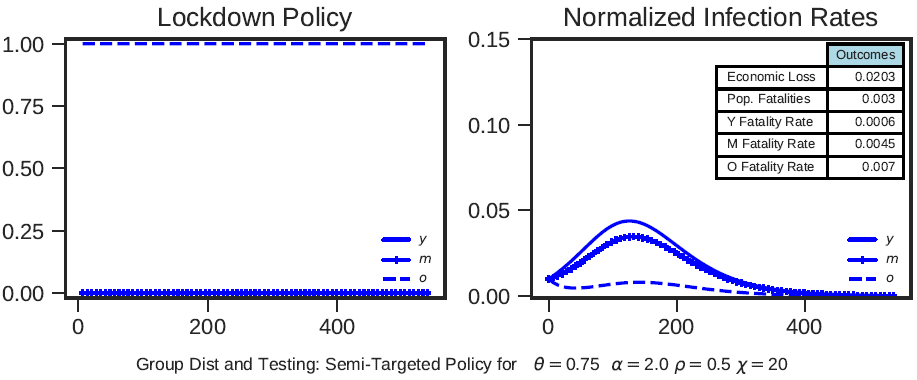 Lockdown Policy
1.00
0.75
0.50
0.25
0.00
0 200 400
y
m
o
Normalized Infection Rates
0.15
0.10
0.05
0.00
0 200 400
Outcomes
Economic Loss 0.0203
Pop. Fatalities 0.003
Y Fatality Rate 0.0006
M Fatality Rate 0.0045
O Fatality Rate 0.007
y
m
o
Group Dist and Testing: Semi-Targeted Policy for θ = 0.75 α = 2.0 ρ = 0.5 χ = 20